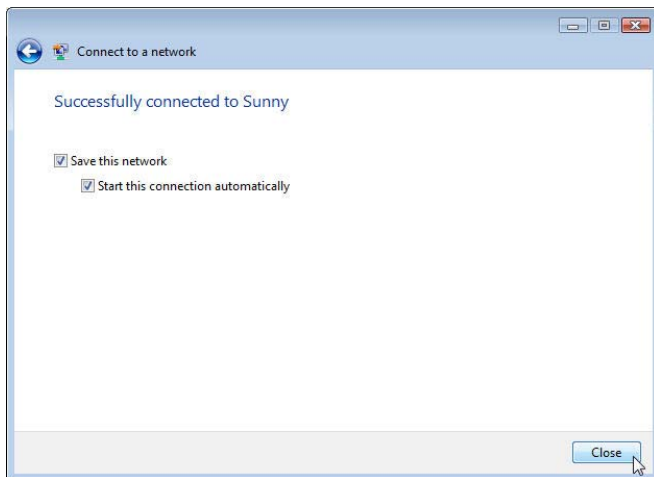 Connect to a network
Successfully connected to Sunny
Save this network
Start this connection automatically
Close